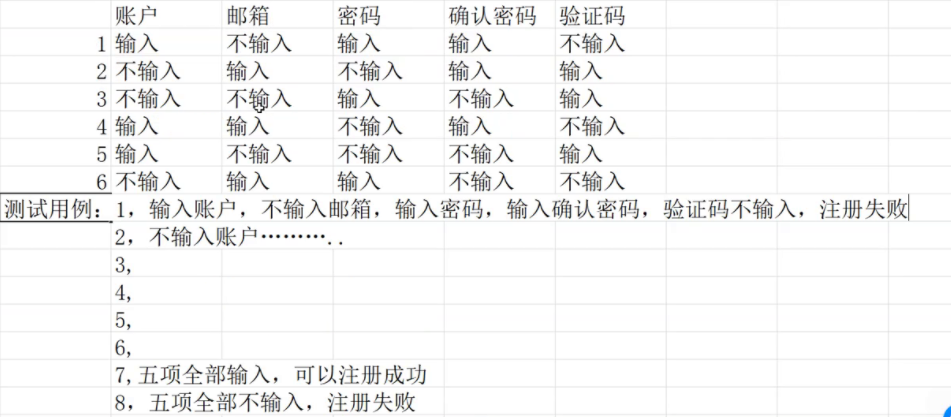 账户 邮箱 密码 确认密码 验证码
1 输入 不输入 输入 输入 不输入
2 不输入 输入 不输入 输入 输入
3 不输入 不输入 输入 不输入 输入
4 输入 输入 不输入 输入 不输入
5 输入 不输入 不输入 不输入 输入
6 不输入 输入 输入 不输入 不输入
测试用例： 1，输入账户，不输入邮箱，输入密码，输入确认密码，验证码不输入，注册失败
2，不输入账户………..
3，
4，
5，
6，
7,五项全部输入，可以注册成功
8，五项全部不输入，注册失败